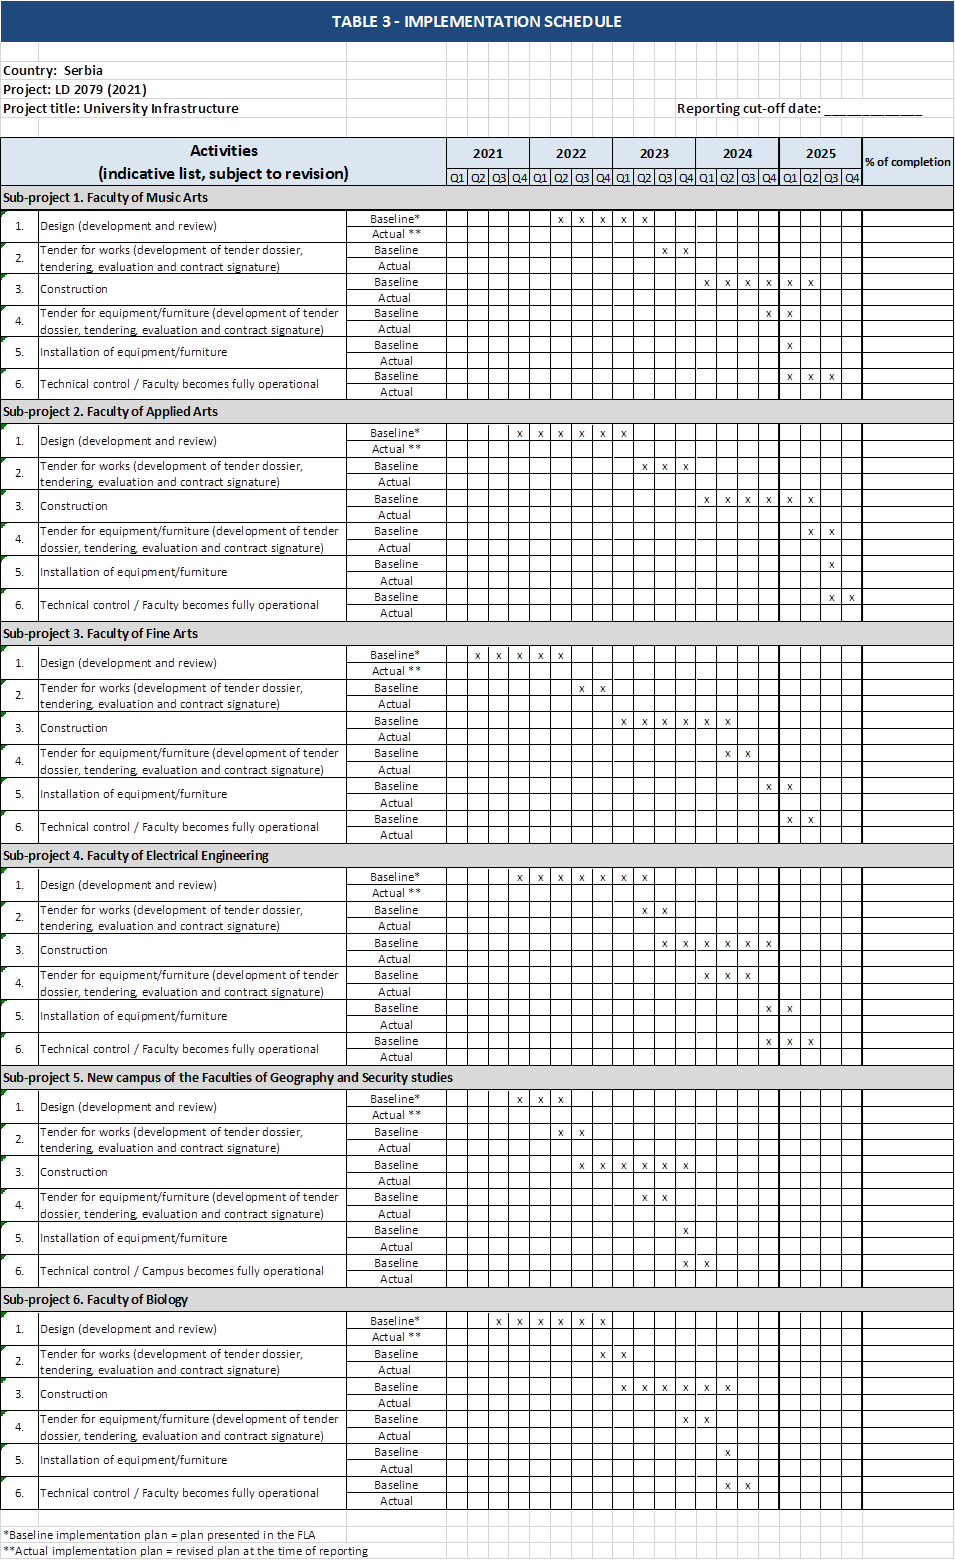 TABLE 3 - IMPLEMENTATION SCHEDULE
Country: Serbia
Project: LD 2079 (2021)
Project title: University Infrastructure Reporting cut-off date: ______________
Activities 2021 2022 2023 2024 2025 % of completion
(indicative list, subject to revision) Q1 Q2 Q3 Q4 Q1 Q2 Q3 Q4 Q1 Q2 Q3 Q4 Q1 Q2 Q3 Q4 Q1 Q2 Q3 Q4
Sub-project 1. Faculty of Music Arts
1. Design (development and review) Baseline* x x x x x
Actual **
2. Tender for works (development of tender dossier, Baseline x x
tendering, evaluation and contract signature) Actual
3. Construction Baseline x x x x x x
Actual
4. Tender for equipment/furniture (development of tender Baseline x x
dossier, tendering, evaluation and contract signature) Actual
5. Installation of equipment/furniture Baseline x
Actual
6. Technical control / Faculty becomes fully operational Baseline x x x
Actual
Sub-project 2. Faculty of Applied Arts
1. Design (development and review) Baseline* x x x x x x
Actual **
2. Tender for works (development of tender dossier, Baseline x x x
tendering, evaluation and contract signature) Actual
3. Construction Baseline x x x x x x
Actual
4. Tender for equipment/furniture (development of tender Baseline x x
dossier, tendering, evaluation and contract signature) Actual
5. Installation of equipment/furniture Baseline x
Actual
6. Technical control / Faculty becomes fully operational Baseline x x
Actual
Sub-project 3. Faculty of Fine Arts
1. Design (development and review) Baseline* x x x x x
Actual **
2. Tender for works (development of tender dossier, Baseline x x
tendering, evaluation and contract signature) Actual
3. Construction Baseline x x x x x x
Actual
4. Tender for equipment/furniture (development of tender Baseline x x
dossier, tendering, evaluation and contract signature) Actual
5. Installation of equipment/furniture Baseline x x
Actual
6. Technical control / Faculty becomes fully operational Baseline x x
Actual
Sub-project 4. Faculty of Electrical Engineering
1. Design (development and review) Baseline* x x x x x x x
Actual **
2. Tender for works (development of tender dossier, Baseline x x
tendering, evaluation and contract signature) Actual
3. Construction Baseline x x x x x x
Actual
4. Tender for equipment/furniture (development of tender Baseline x x x
dossier, tendering, evaluation and contract signature) Actual
5. Installation of equipment/furniture Baseline x x
Actual
6. Technical control / Faculty becomes fully operational Baseline x x x
Actual
Sub-project 5. New campus of the Faculties of Geography and Security studies
1. Design (development and review) Baseline* x x x
Actual **
2. Tender for works (development of tender dossier, Baseline x x
tendering, evaluation and contract signature) Actual
3. Construction Baseline x x x x x x
Actual
4. Tender for equipment/furniture (development of tender Baseline x x
dossier, tendering, evaluation and contract signature) Actual
5. Installation of equipment/furniture Baseline x
Actual
6. Technical control / Campus becomes fully operational Baseline x x
Actual
Sub-project 6. Faculty of Biology
1. Design (development and review) Baseline* x x x x x x
Actual **
2. Tender for works (development of tender dossier, Baseline x x
tendering, evaluation and contract signature) Actual
3. Construction Baseline x x x x x x
Actual
4. Tender for equipment/furniture (development of tender Baseline x x
dossier, tendering, evaluation and contract signature) Actual
5. Installation of equipment/furniture Baseline x
Actual
6. Technical control / Faculty becomes fully operational Baseline x x
Actual
*Baseline implementation plan = plan presented in the FLA
**Actual implementation plan = revised plan at the time of reporting